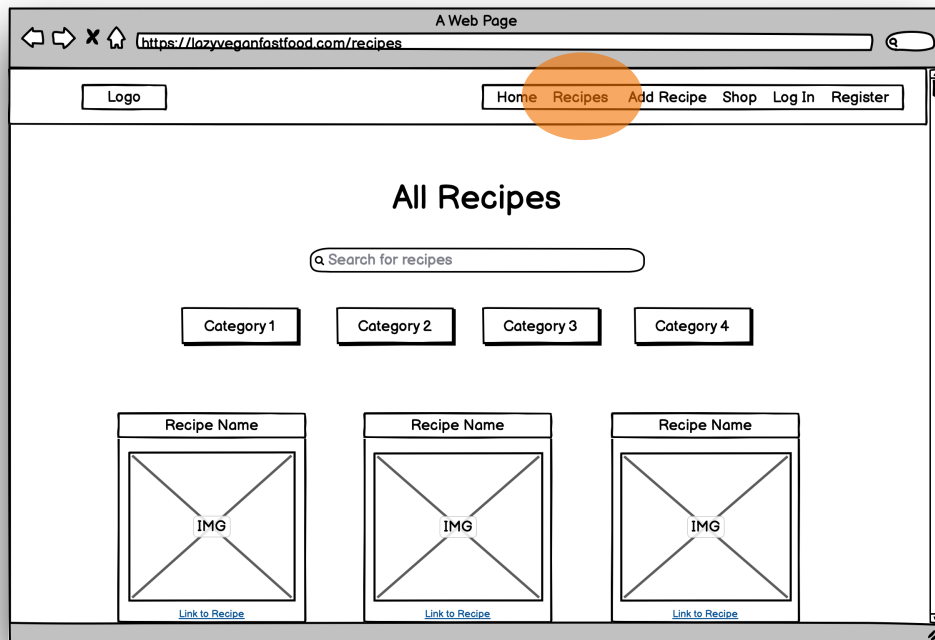 A Web Page
https://lazyveganfastfood.com/recipes
Logo
Home Recipes Add Recipe Shop Log In Register
All Recipes
Search for recipes
Category 1 Category 2 Category 3 Category 4
Recipe Name Recipe Name Recipe Name
IMG IMG IMG
Link to Recipe Link to Recipe Link to Recipe